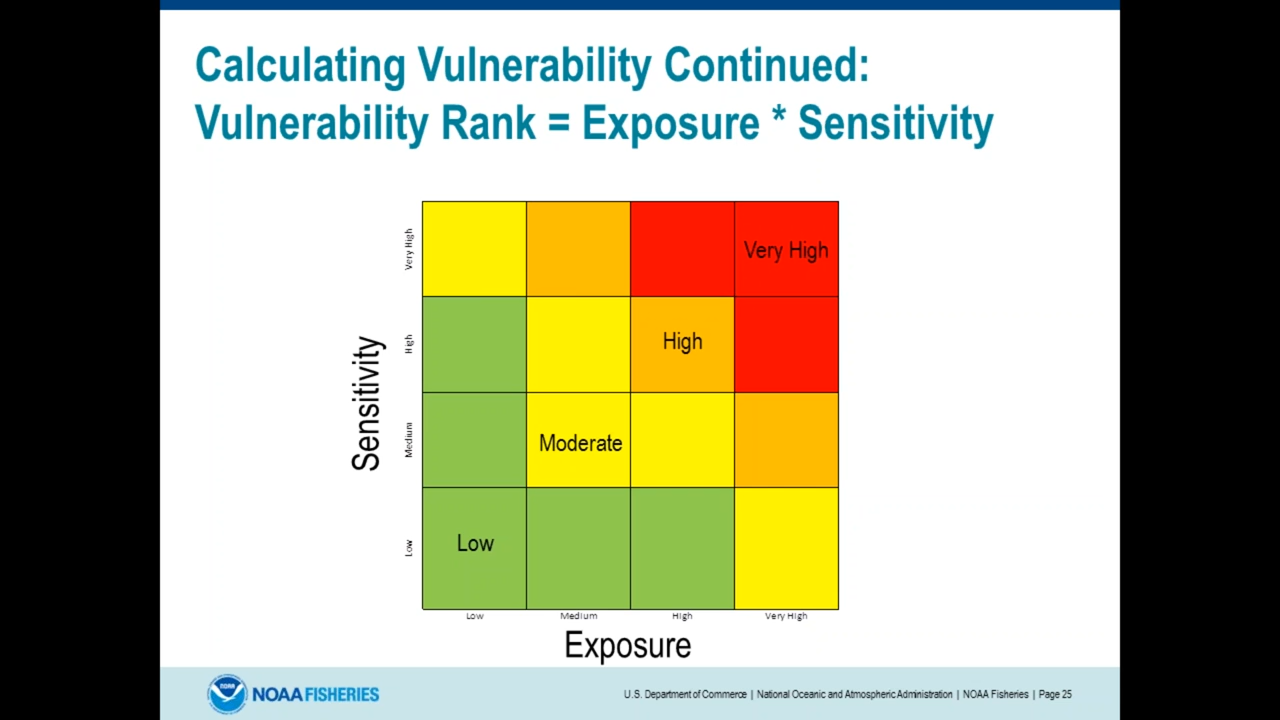 Calculating Vulnerability Continued:
Vulnerability Rank = Exposure * Sensitivity
Sensitivity
Very High
High
Medium
Low
Very High
High
Moderate
Low
Low
Medium
High
Very High
Exposure
NOAA
NOAA FISHERIES
U.S. Department of Commerce | National Oceanic and Atmospheric Administration | NOAA Fisheries | Page 25